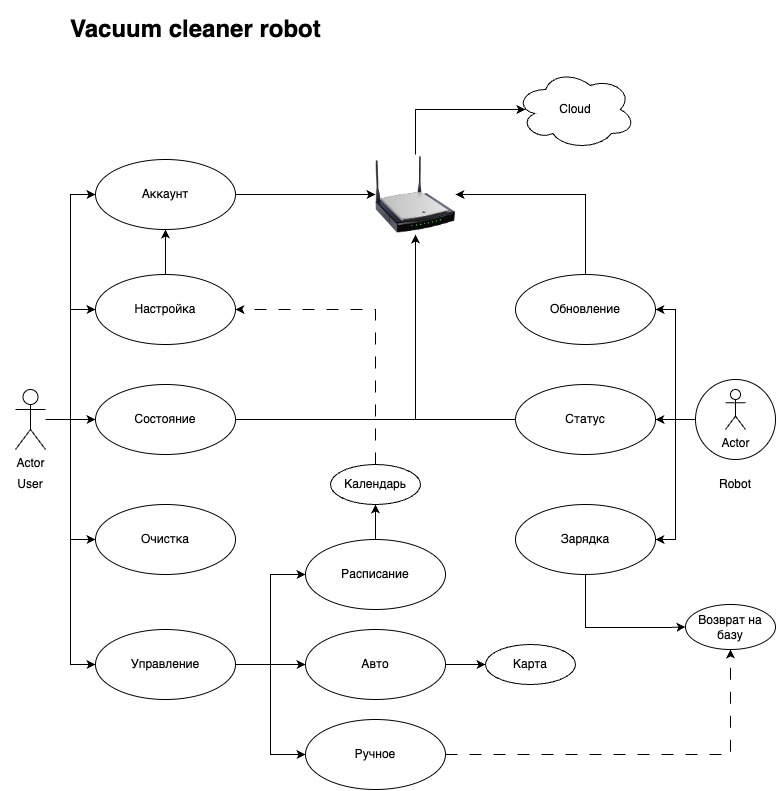 Vacuum cleaner robot
Cloud
Аккаунт
Настройка
Обновление
Состояние
Статус
Actor
User
Actor
Robot
Календарь
Очистка
Расписание
Зарядка
Возврат на
базу
Управление
Авто
Карта
Ручное